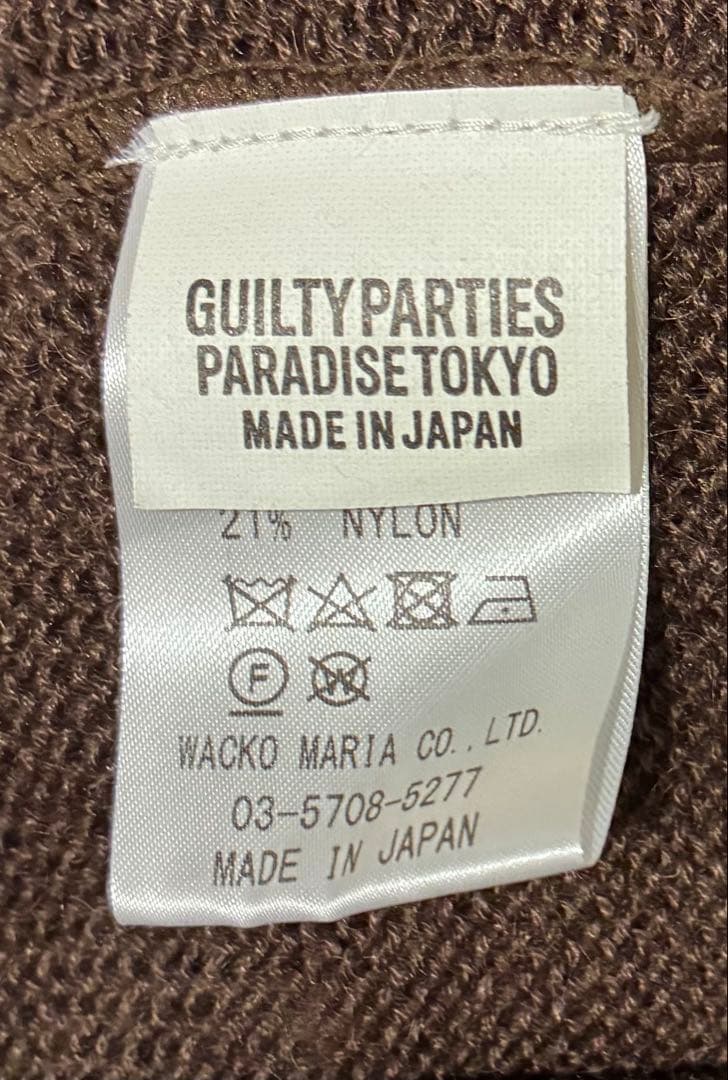 GUILTY PARTIES
PARADISE TOKYO
MADE IN JAPAN
21% NYLON
F W
WACKO MARIA CO., LTD.
03-5708-5277
MADE IN JAPAN